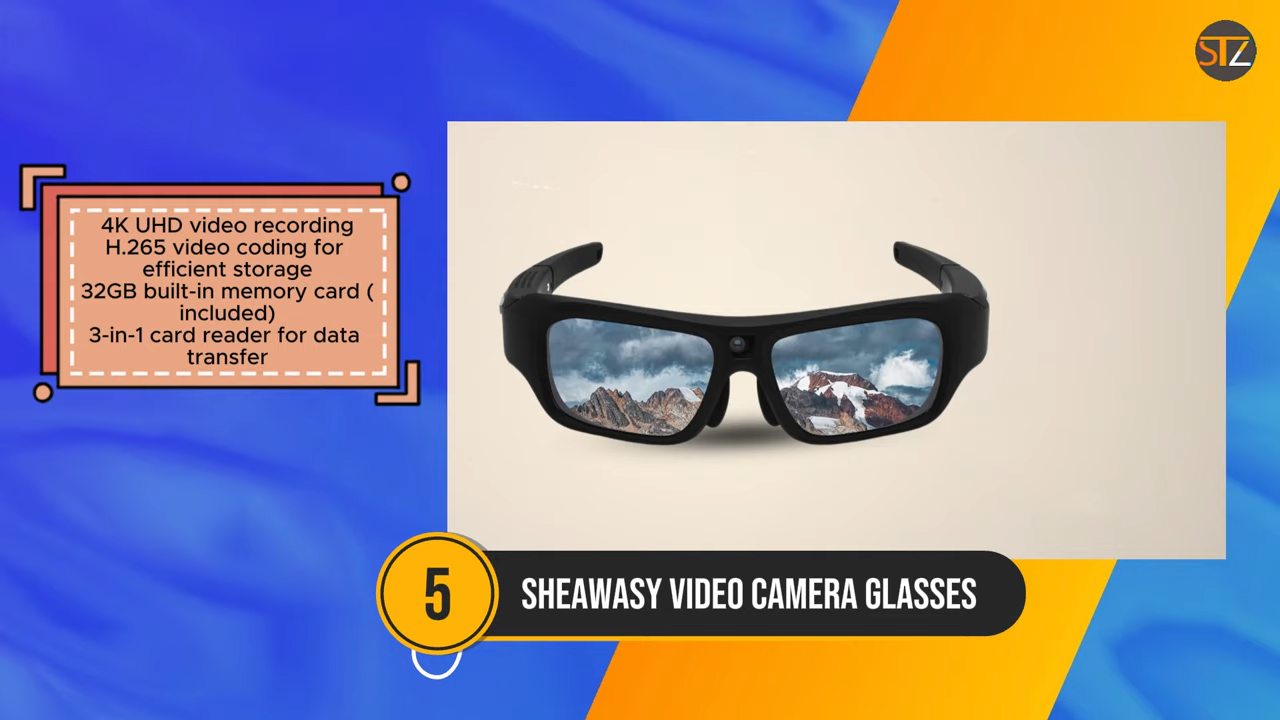 STZ
4K UHD video recording
H.265 video coding for
efficient storage
32GB built-in memory card (
included)
3-in-1 card reader for data
transfer
5
SHEAWASY VIDEO CAMERA GLASSES